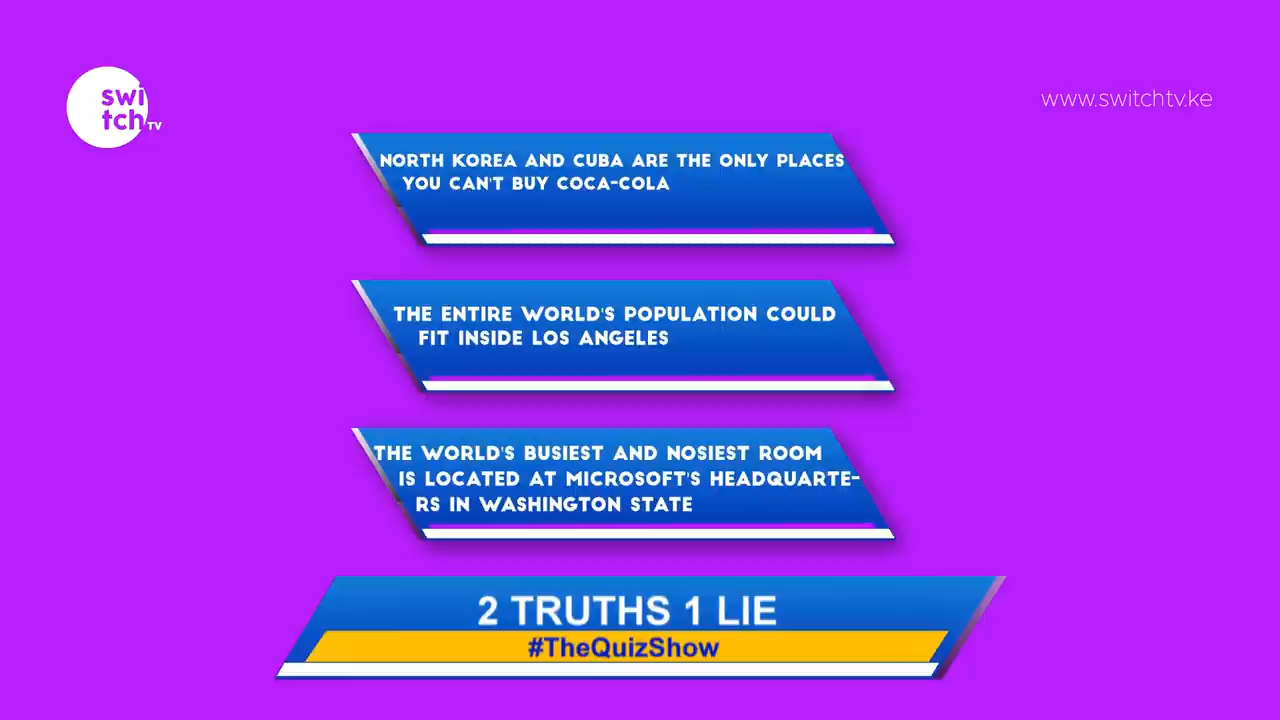 swi
tch TV
www.switchtv.ke
NORTH KOREA AND CUBA ARE THE ONLY PLACES
YOU CAN'T BUY COCA-COLA
THE ENTIRE WORLD'S POPULATION COULD
FIT INSIDE LOS ANGELES
THE WORLD'S BUSIEST AND NOSIEST ROOM
IS LOCATED AT MICROSOFT'S HEADQUARTE-
RS IN WASHINGTON STATE
2 TRUTHS 1 LIE
#TheQuizShow